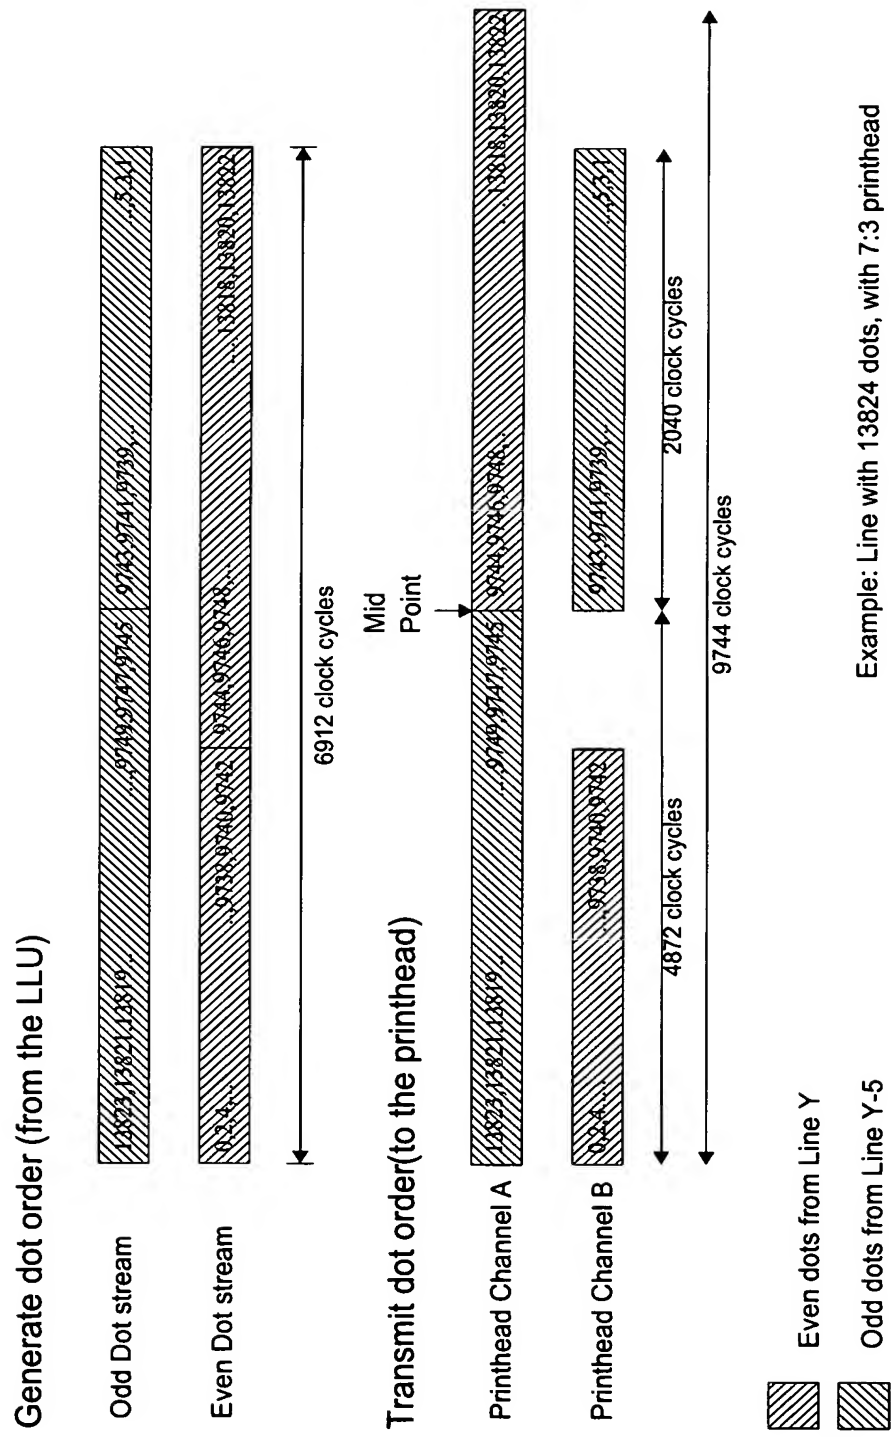 Generate dot order (from the LLU)
Odd Dot stream
13823,13821,13819,..
...,9749,9747,9745
9743,9741,9739,...
...,5,3,1
Even Dot stream
0,2,4,....
...,9738,9740,9742
9744,9746,9748,...
....13818,13820,13822
6912 clock cycles
Transmit dot order(to the printhead)
Mid
Point
Printhead Channel A
13823,13821,13819,..
...,9749,9747,9745
9744,9746,9748,...
....13818,13820,13822
Printhead Channel B
0,2,4,....
...,9738,9740,9742
9743,9741,9739,...
...,5,3,1
4872 clock cycles
2040 clock cycles
9744 clock cycles
Even dots from Line Y
Odd dots from Line Y-5
Example: Line with 13824 dots, with 7:3 printhead